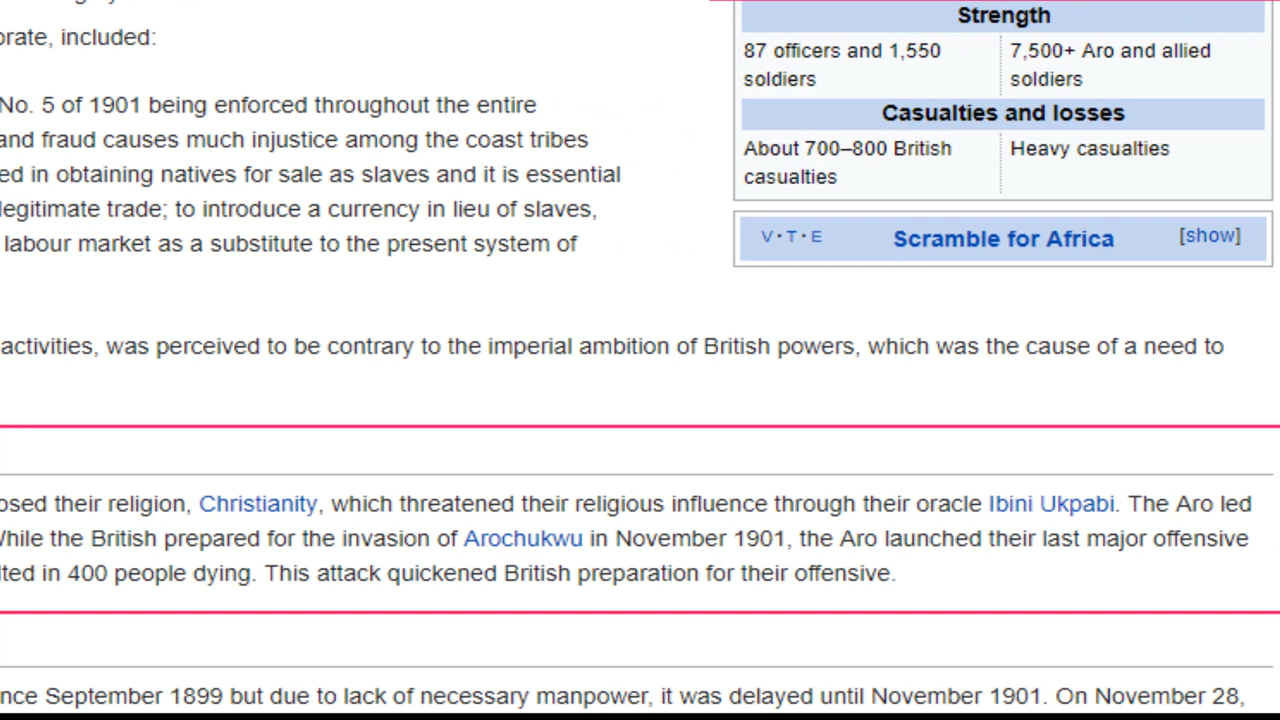 orate, included:
No. 5 of 1901 being enforced throughout the entire
and fraud causes much injustice among the coast tribes
ed in obtaining natives for sale as slaves and it is essential
legitimate trade; to introduce a currency in lieu of slaves,
labour market as a substitute to the present system of
Strength
87 officers and 1,550 soldiers
7,500+ Aro and allied soldiers
Casualties and losses
About 700–800 British casualties
Heavy casualties
V · T · E Scramble for Africa [show]
activities, was perceived to be contrary to the imperial ambition of British powers, which was the cause of a need to
osed their religion, Christianity, which threatened their religious influence through their oracle Ibini Ukpabi. The Aro led
While the British prepared for the invasion of Arochukwu in November 1901, the Aro launched their last major offensive
lted in 400 people dying. This attack quickened British preparation for their offensive.
nce September 1899 but due to lack of necessary manpower, it was delayed until November 1901. On November 28,